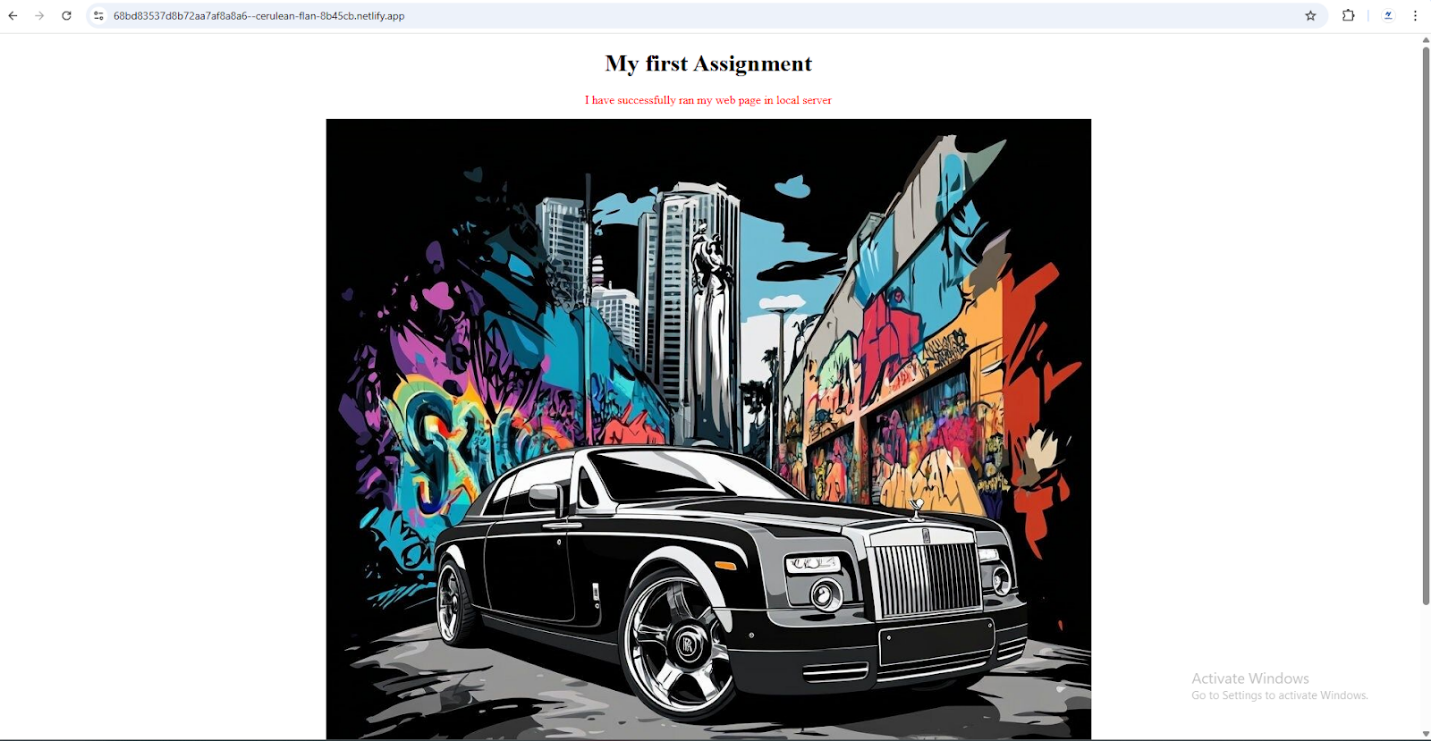 68bd83537d8b72aa7af8a8a6--cerulean-flan-8b45cb.netlify.app
My first Assignment
I have successfully ran my web page in local server
Activate Windows
Go to Settings to activate Windows.